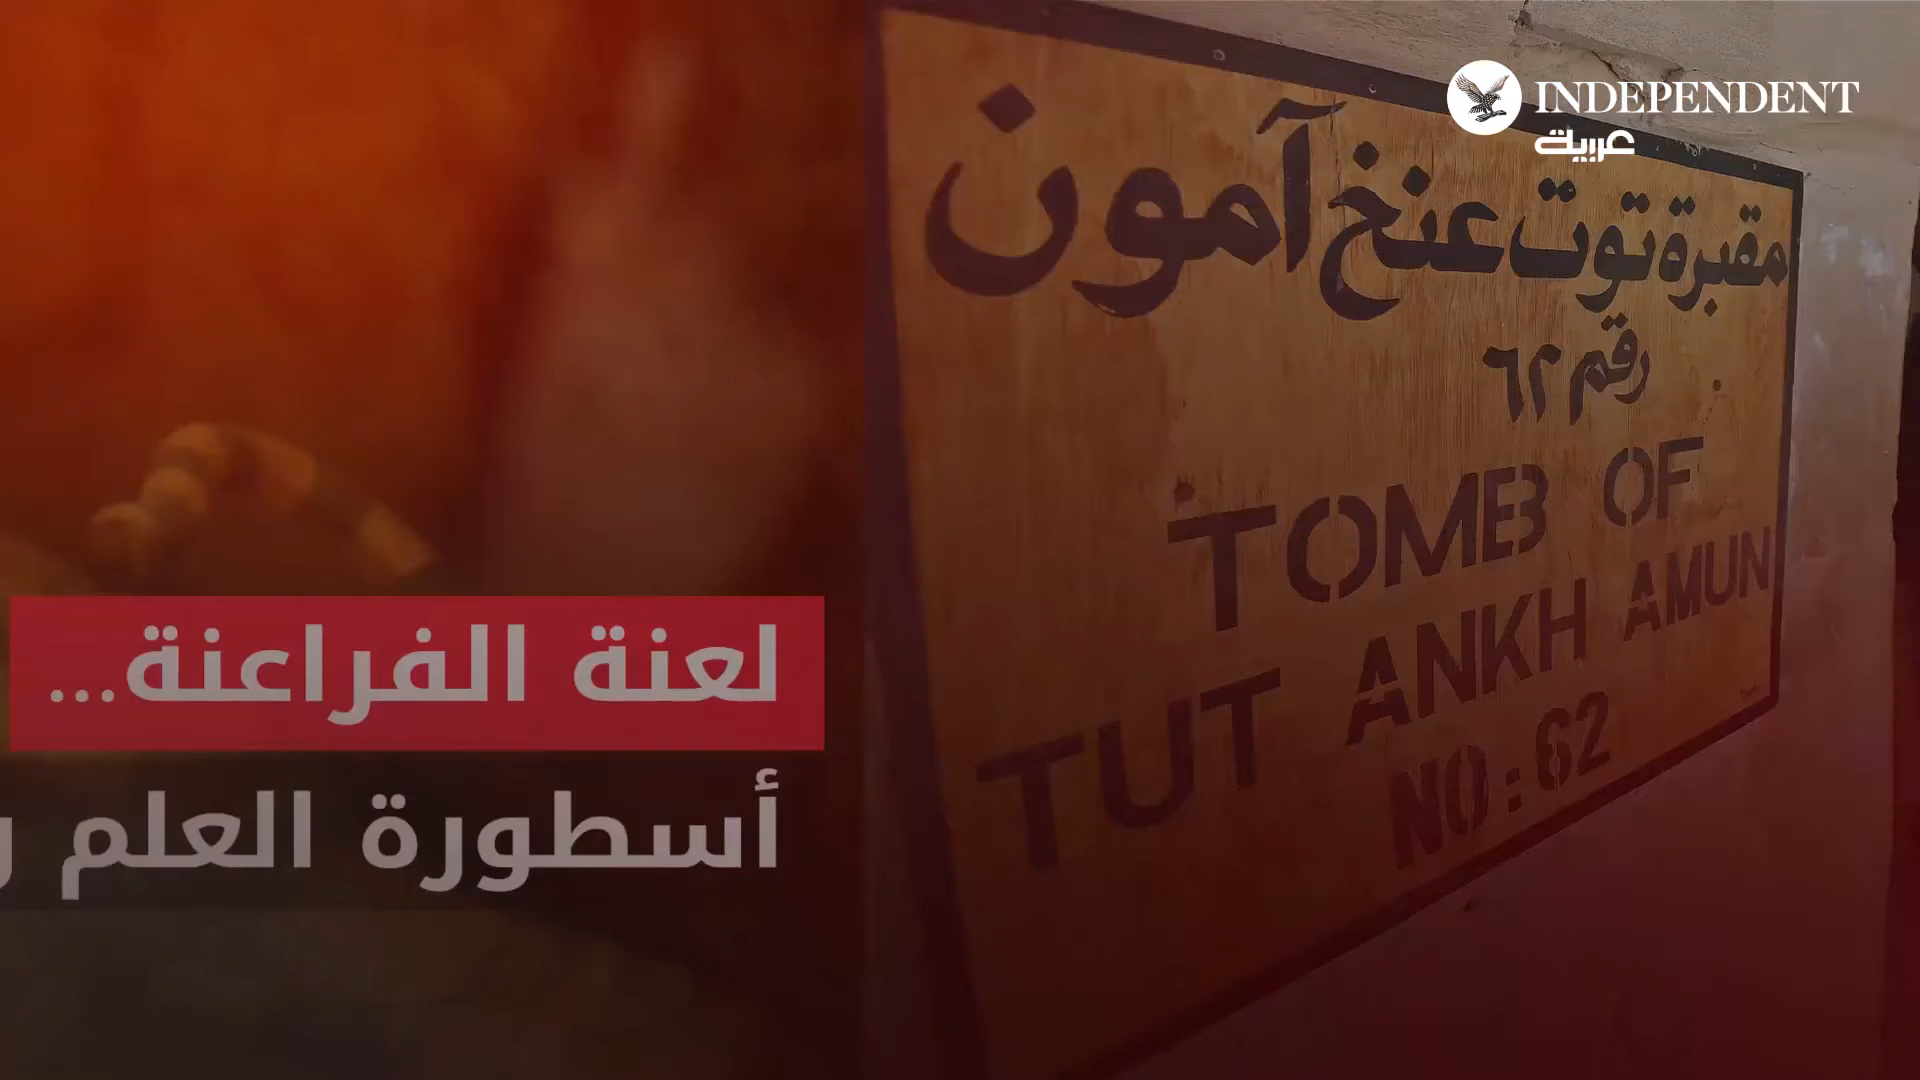 INDEPENDENT
عربية
مقبرة توت عنخ آمون
رقم ٦٢
TOMB OF
TUT ANKH AMUN
NO: 62
لعنة الفراعنة...
أسطورة العلم